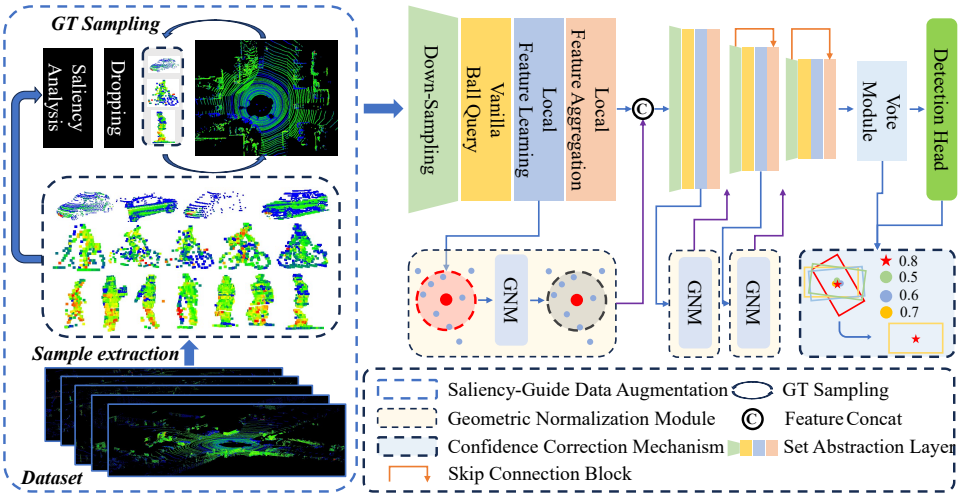 GT Sampling
Saliency
Analysis
Dropping
Sample extraction
Dataset
Down-Sampling
Vanilla
Ball Query
Local
Feature Learning
Local
Feature Aggregation
C
Vote
Module
Detection Head
GNM
GNM
GNM
0.8
0.5
0.6
0.7
Saliency-Guide Data Augmentation
GT Sampling
Geometric Normalization Module
C
Feature Concat
Confidence Correction Mechanism
Set Abstraction Layer
Skip Connection Block